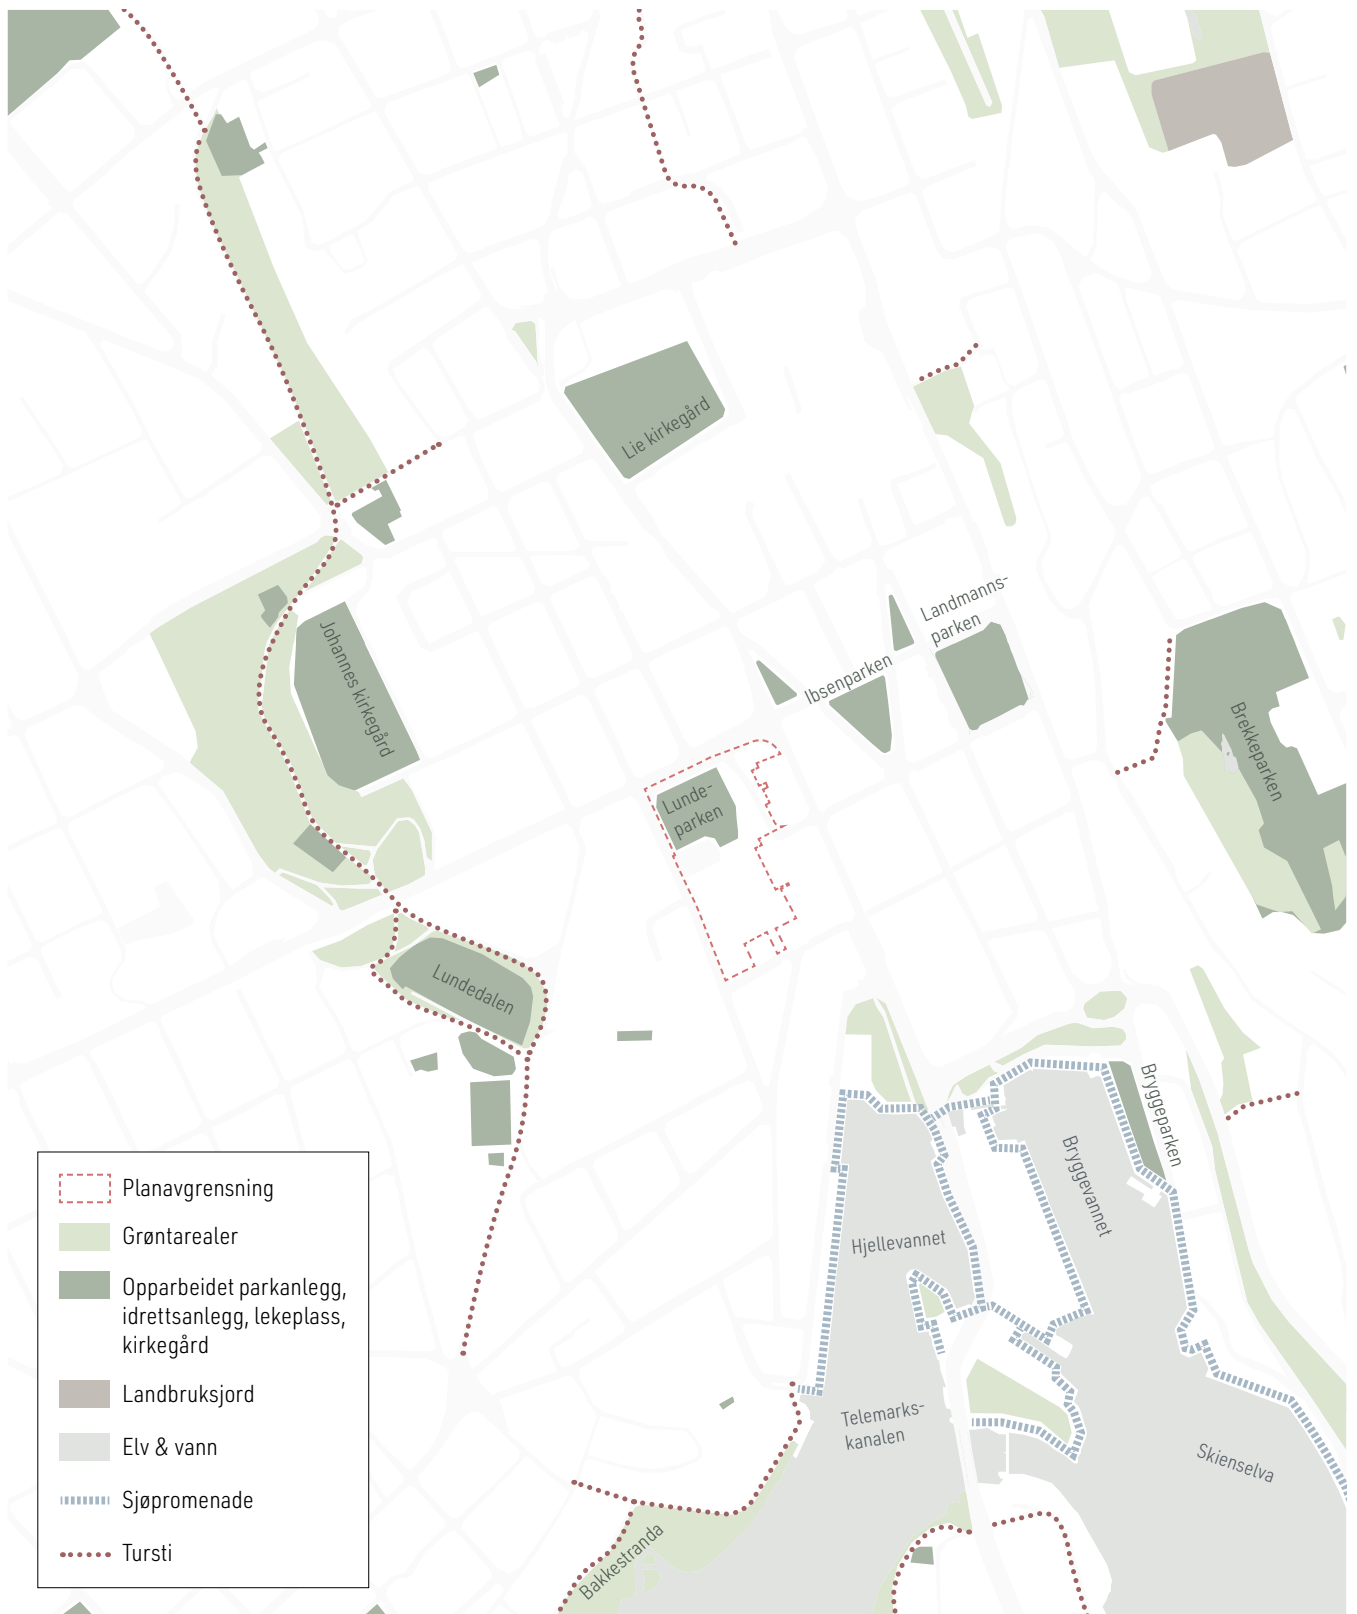 Lie kirkegård
Landmanns-
parken
Ibsenparken
Johannes kirkegård
Brekkeparken
Lunde-
parken
Lundedalen
Bryggeparken
Bryggevannet
Hjellevannet
Telemarks-
kanalen
Skienselva
Bakkestranda
Planavgrensning
Grøntarealer
Opparbeidet parkanlegg,
idrettsanlegg, lekeplass,
kirkegård
Landbruksjord
Elv & vann
Sjøpromenade
Tursti